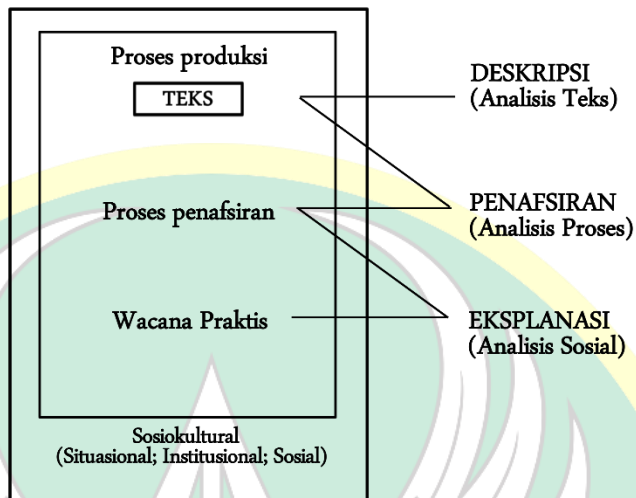 Proses produksi
TEKS
DESKRIPSI
(Analisis Teks)
Proses penafsiran
PENAFSIRAN
(Analisis Proses)
Wacana Praktis
EKSPLANASI
(Analisis Sosial)
Sosiokultural
(Situasional; Institusional; Sosial)